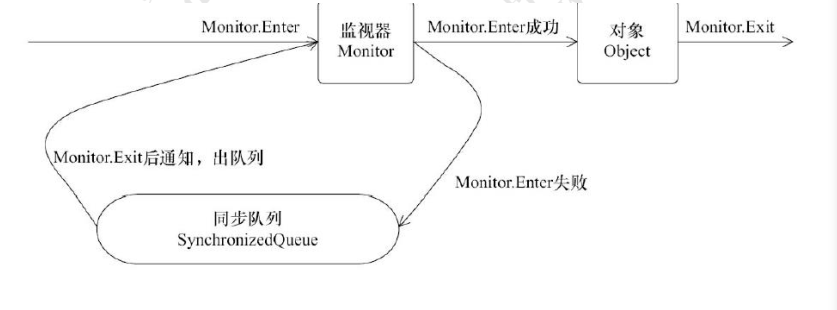 Monitor.Enter
监视器
Monitor
Monitor.Enter成功
对象
Object
Monitor.Exit
Monitor.Exit后通知，出队列
Monitor.Enter失败
同步队列
SynchronizedQueue